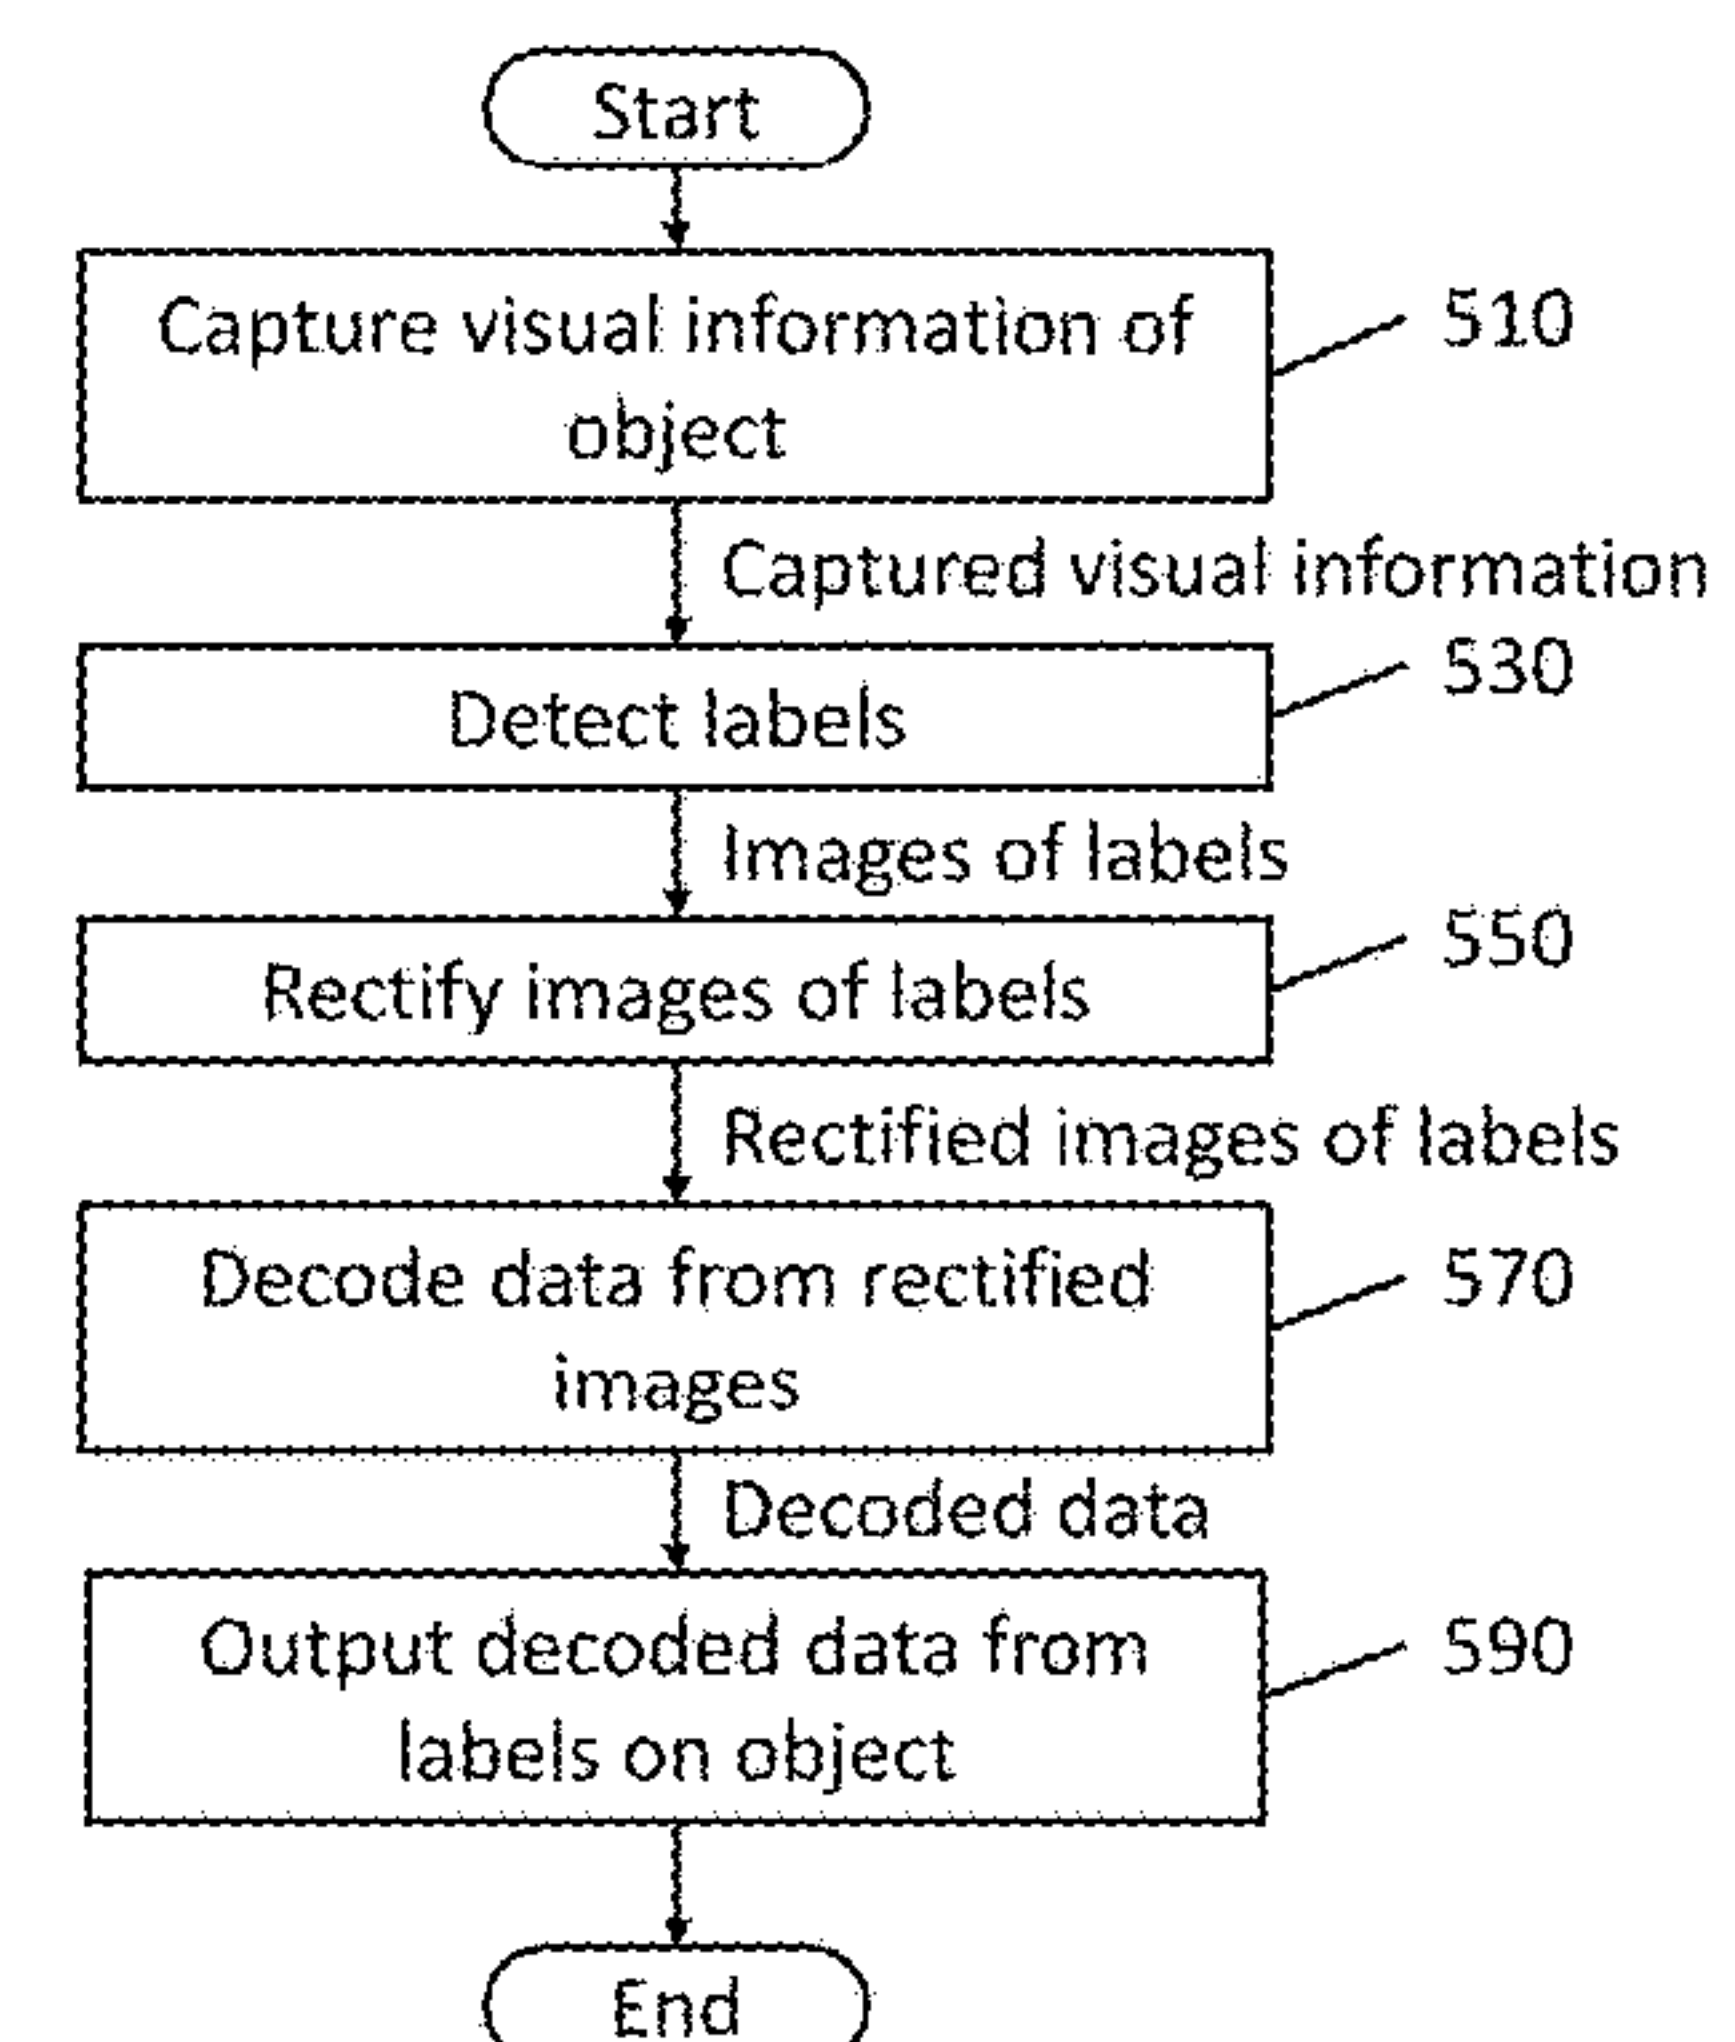 Start
Capture visual information of
object
510
Captured visual information
Detect labels
530
Images of labels
Rectify images of labels
550
Rectified images of labels
Decode data from rectified
images
570
Decoded data
Output decoded data from
labels on object
590
End